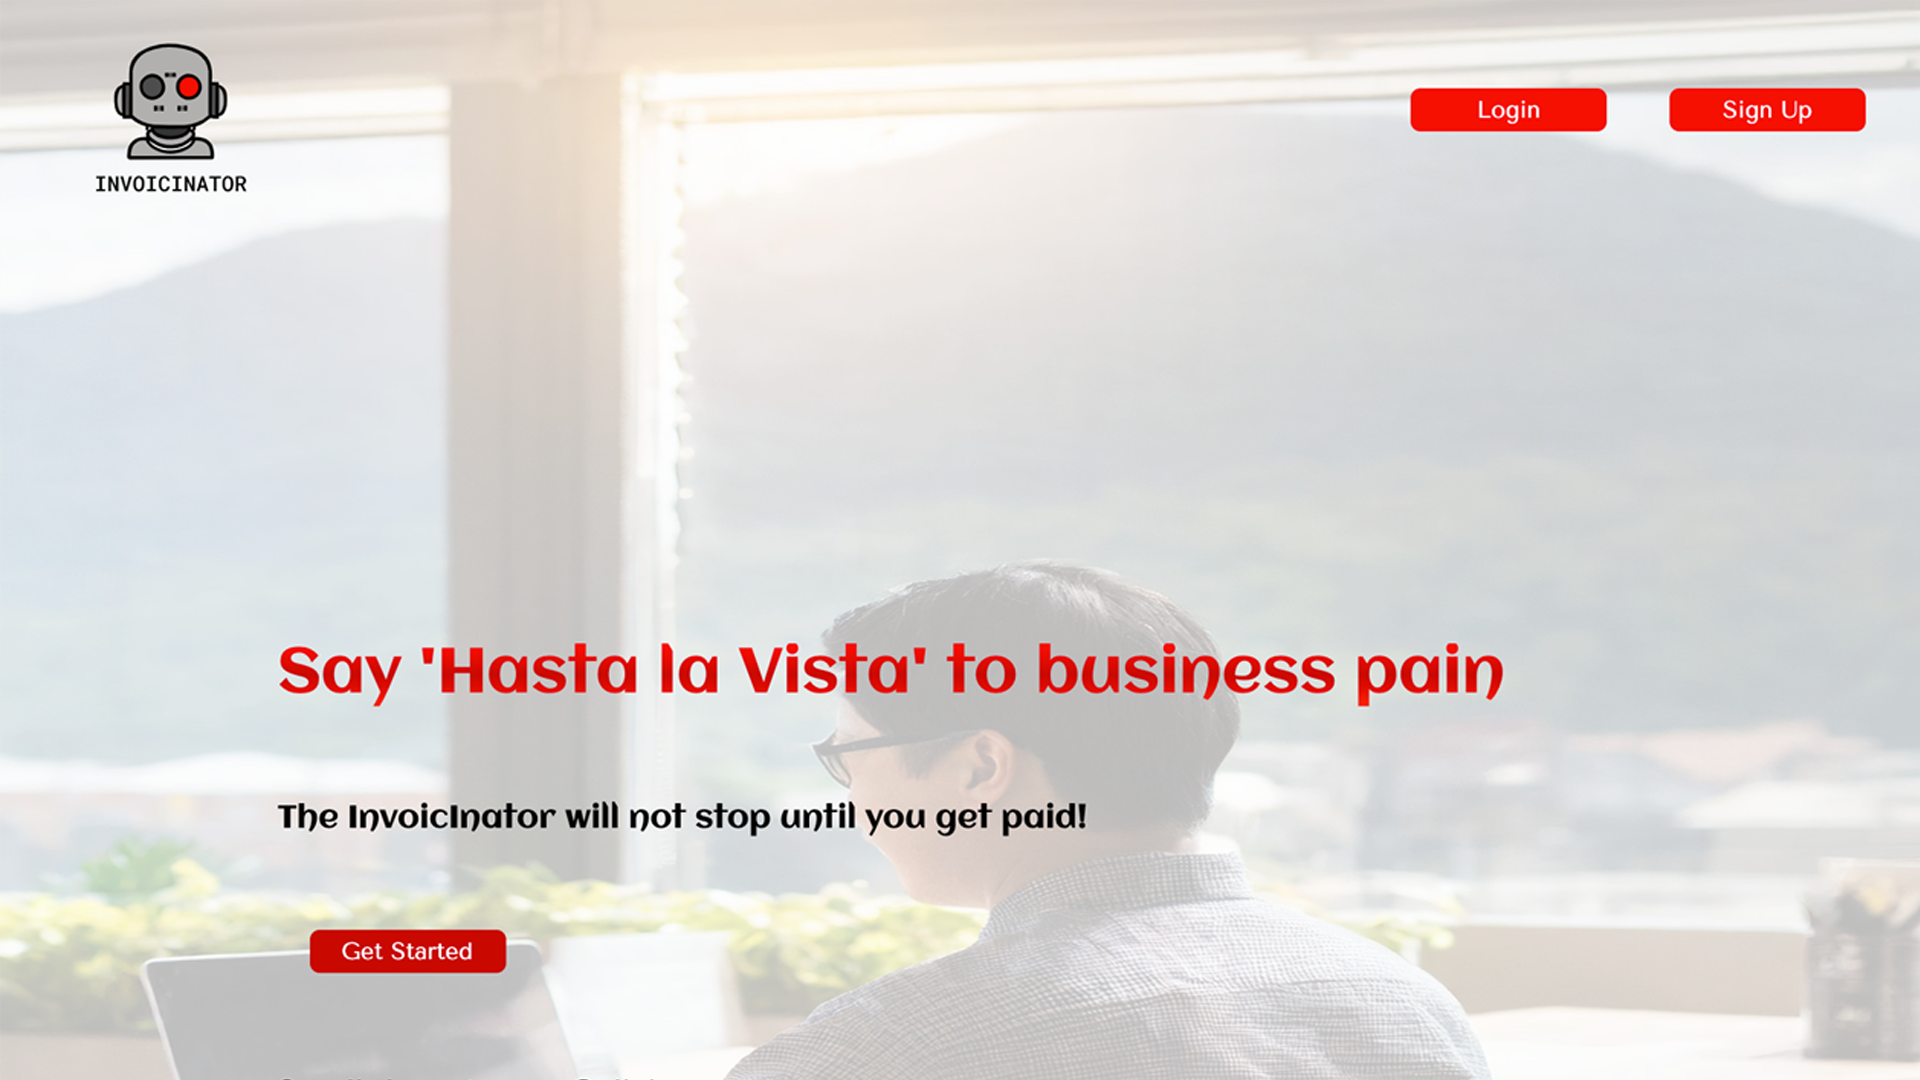 INVOICINATOR
Login
Sign Up
Say 'Hasta la Vista' to business pain
The InvoicInator will not stop until you get paid!
Get Started